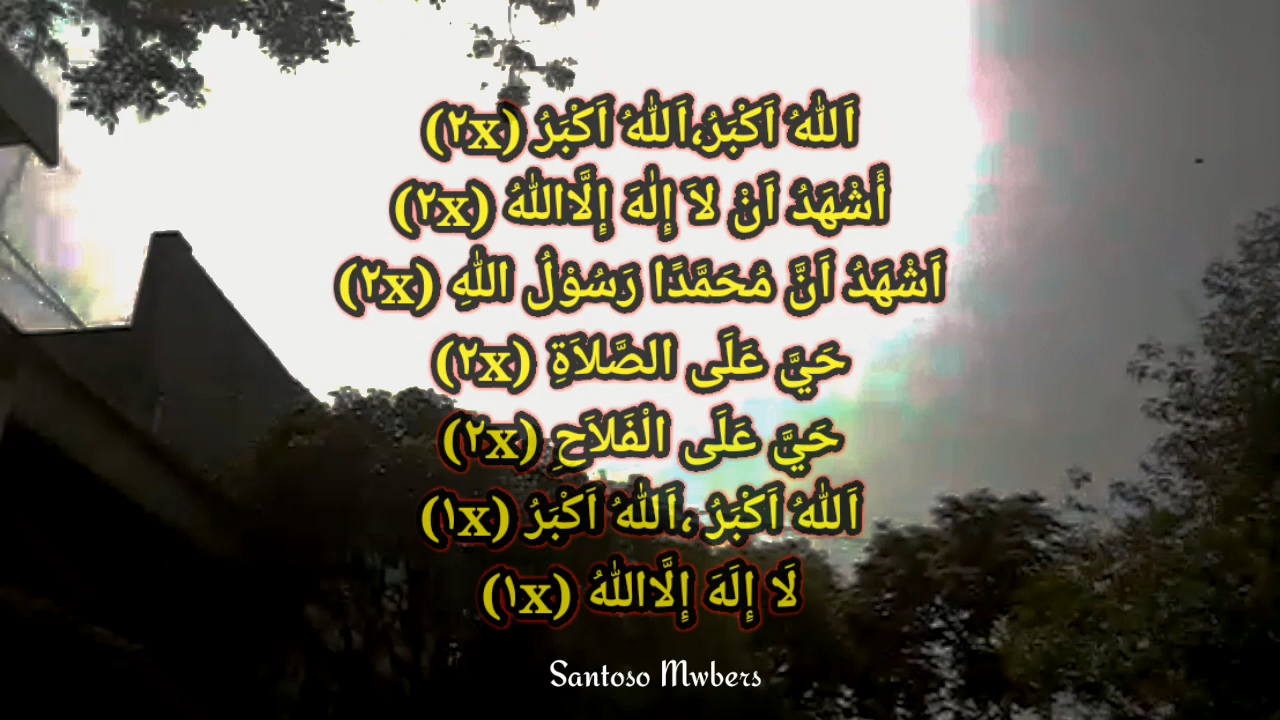 اَللّٰهُ اَكْبَرُ،اَللّٰهُ اَكْبَرُ (٢x)
أَشْهَدُ اَنْ لاَ إِلٰهَ إِلَّااللّٰهُ (٢x)
اَشْهَدُ اَنَّ مُحَمَّدًا رَسُوْلُ اللّٰهِ (٢x)
حَيَّ عَلَى الصَّلاَةِ (٢x)
حَيَّ عَلَى الْفَلاَحِ (٢x)
اَللّٰهُ اَكْبَرُ ،اَللّٰهُ اَكْبَرُ (١x)
لَا إِلَهَ إِلَّااللّٰهُ (١x)
Santoso Mwbers